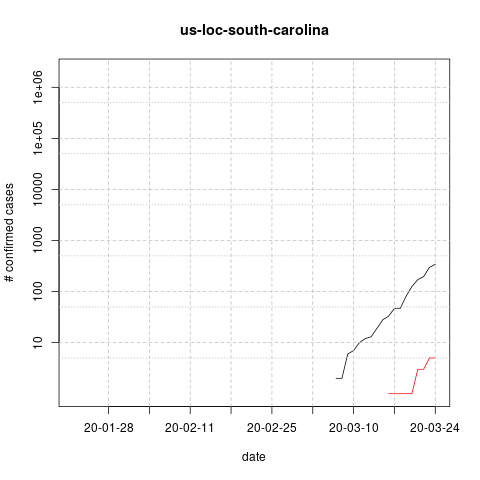 us-loc-south-carolina
# confirmed cases
1e+06
1e+05
10000
1000
100
10
20-01-28
20-02-11
20-02-25
20-03-10
20-03-24
date